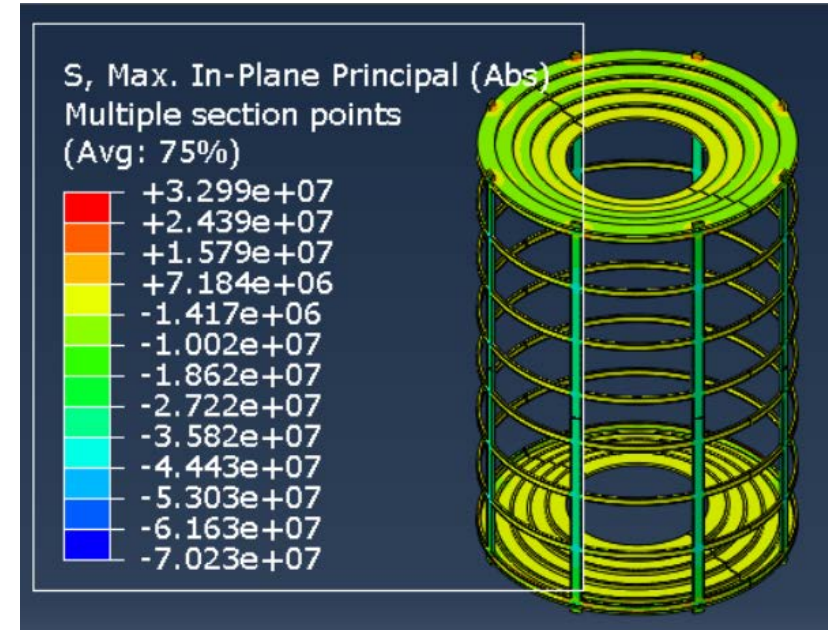 S, Max. In-Plane Principal (Abs)
Multiple section points
(Avg: 75%)
+3.299e+07
+2.439e+07
+1.579e+07
+7.184e+06
-1.417e+06
-1.002e+07
-1.862e+07
-2.722e+07
-3.582e+07
-4.443e+07
-5.303e+07
-6.163e+07
-7.023e+07